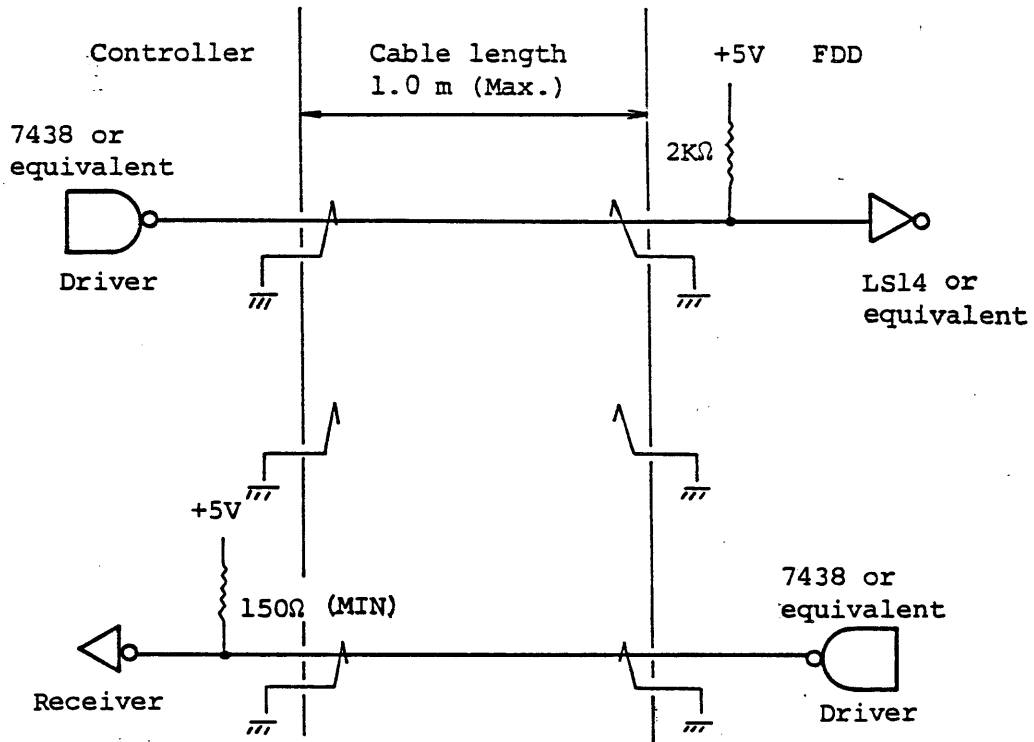 Controller
Cable length
1.0 m (Max.)
+5V FDD
7438 or
equivalent
2KΩ
Driver
LS14 or
equivalent
+5V
150Ω (MIN)
7438 or
equivalent
Receiver
Driver